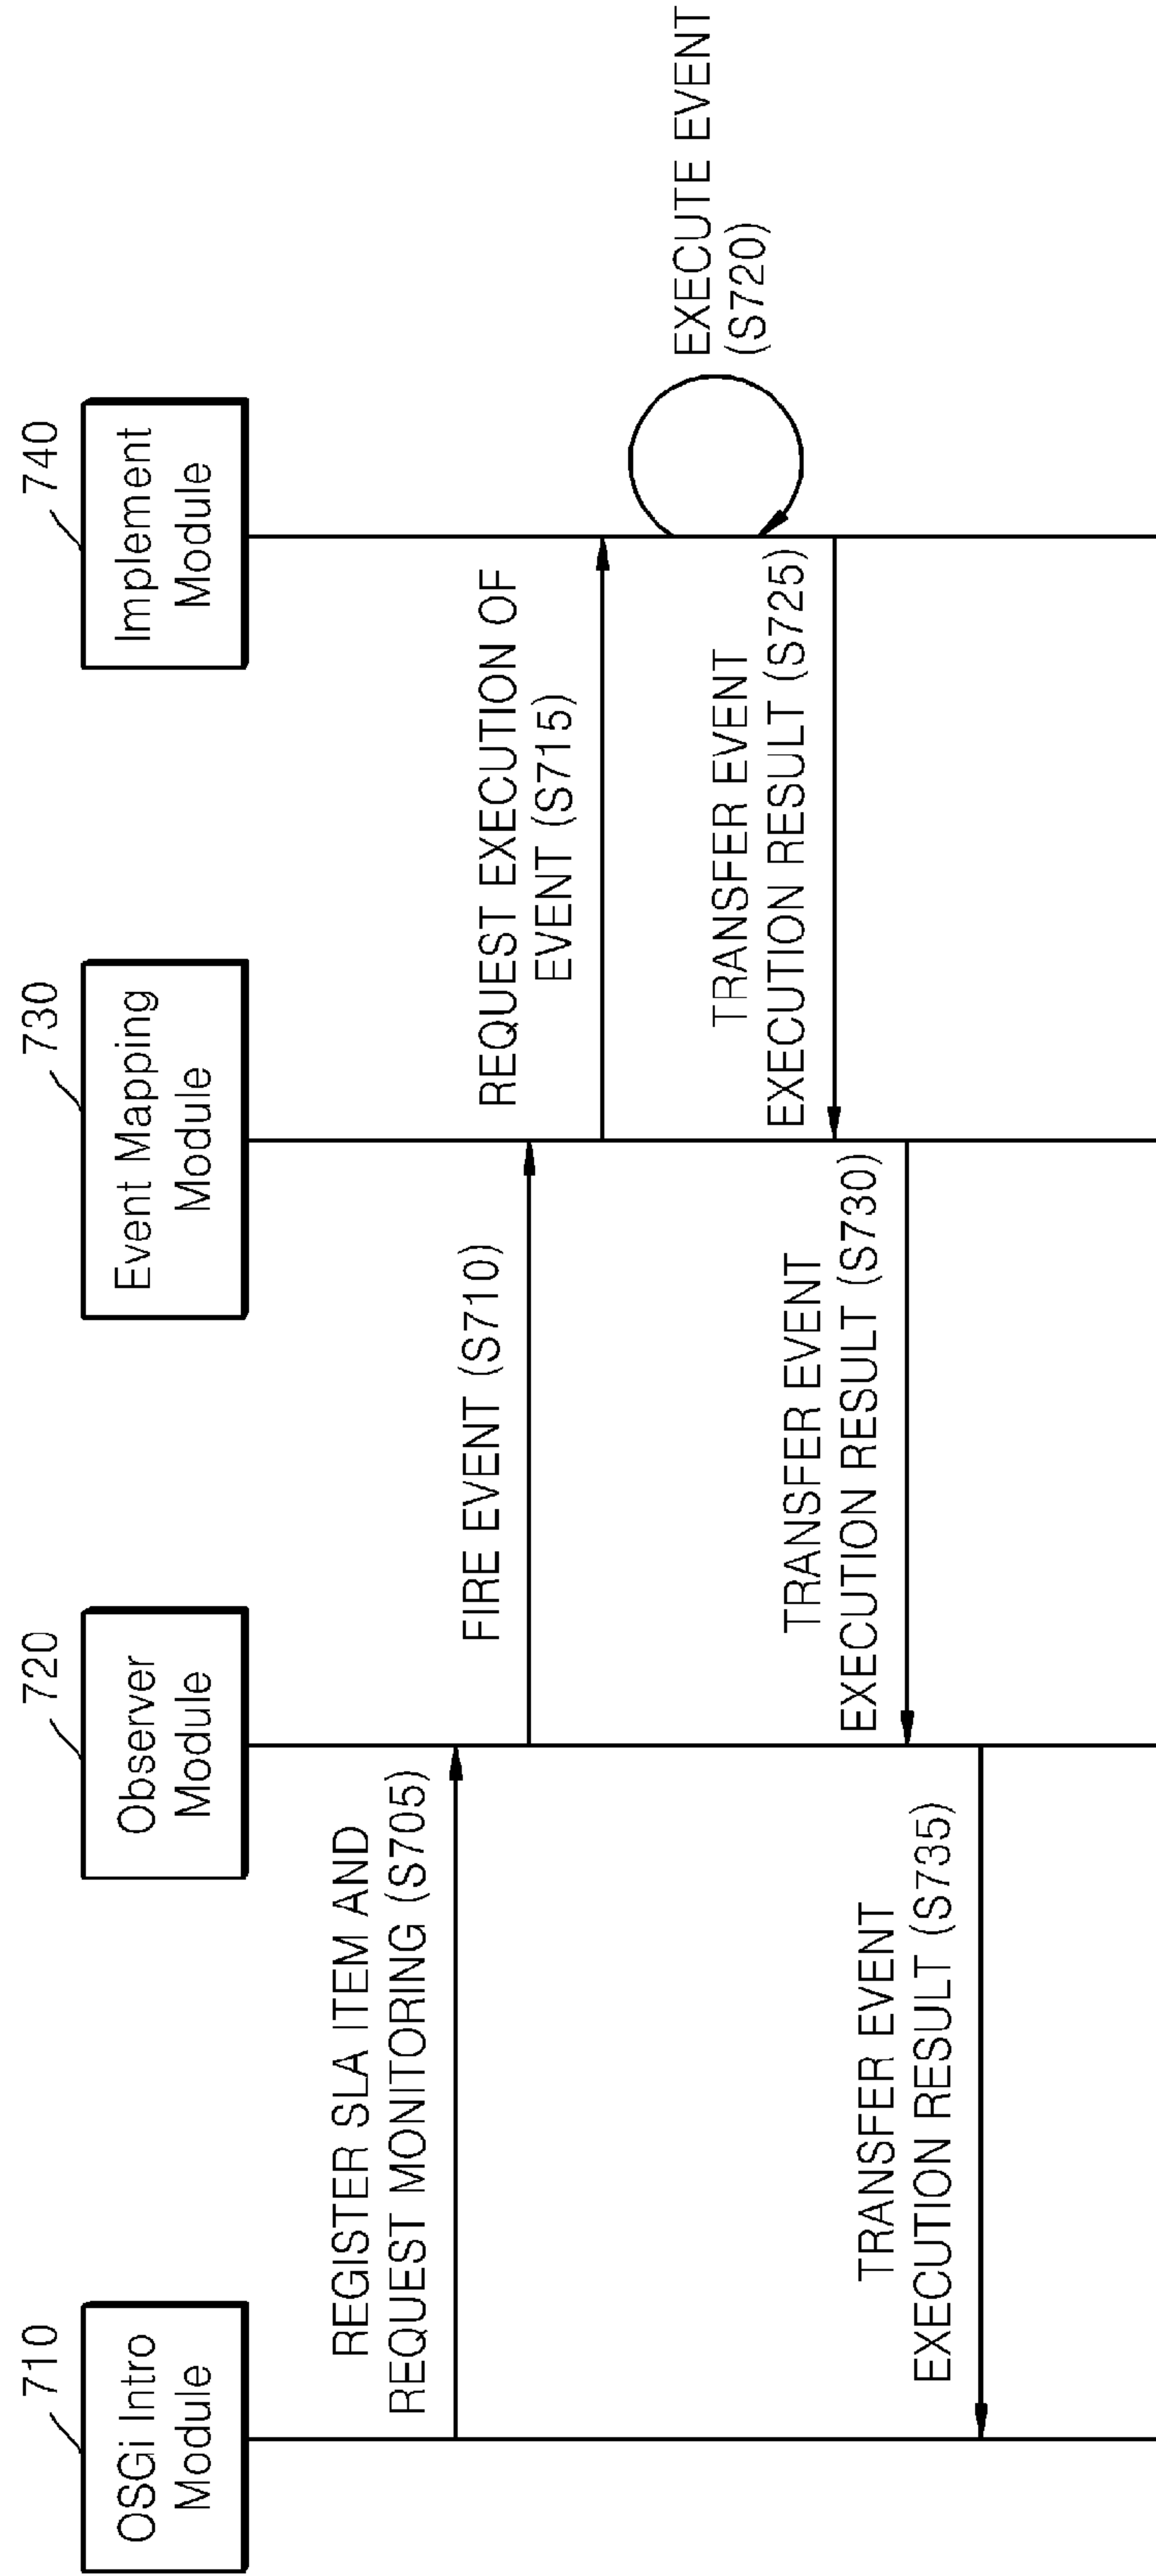 710
OSGi Intro
Module
720
Observer
Module
730
Event Mapping
Module
740
Implement
Module
REGISTER SLA ITEM AND
REQUEST MONITORING (S705)
FIRE EVENT (S710)
REQUEST EXECUTION OF
EVENT (S715)
EXECUTE EVENT
(S720)
TRANSFER EVENT
EXECUTION RESULT (S725)
TRANSFER EVENT
EXECUTION RESULT (S730)
TRANSFER EVENT
EXECUTION RESULT (S735)